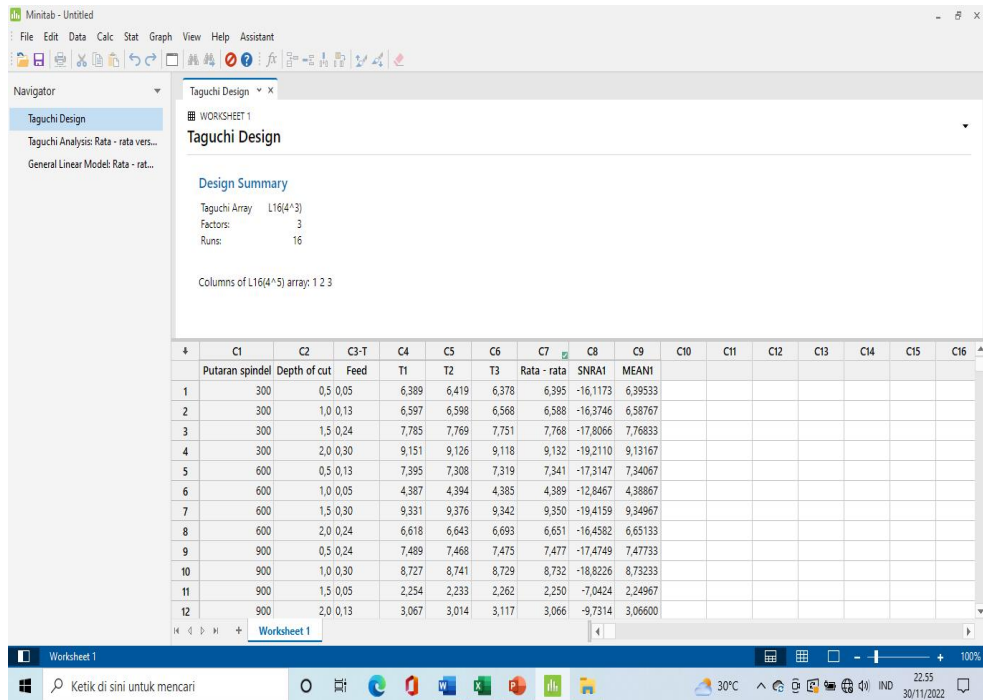 Minitab - Untitled
File Edit Data Calc Stat Graph View Help Assistant
Navigator
Taguchi Design
Taguchi Analysis: Rata - rata vers...
General Linear Model: Rata - rat...
Taguchi Design
WORKSHEET 1
Taguchi Design
Design Summary
Taguchi Array L16(4^3)
Factors: 3
Runs: 16
Columns of L16(4^5) array: 1 2 3
C1 C2 C3-T C4 C5 C6 C7 C8 C9 C10 C11 C12 C13 C14 C15 C16
Putaran spindel Depth of cut Feed T1 T2 T3 Rata - rata SNRA1 MEAN1
1 300 0,5 0,05 6,389 6,419 6,378 6,395 -16,1173 6,39533
2 300 1,0 0,13 6,597 6,598 6,568 6,588 -16,3746 6,58767
3 300 1,5 0,24 7,785 7,769 7,751 7,768 -17,8066 7,76833
4 300 2,0 0,30 9,151 9,126 9,118 9,132 -19,2110 9,13167
5 600 0,5 0,13 7,395 7,308 7,319 7,341 -17,3147 7,34067
6 600 1,0 0,05 4,387 4,394 4,385 4,389 -12,8467 4,38867
7 600 1,5 0,30 9,331 9,376 9,342 9,350 -19,4159 9,34967
8 600 2,0 0,24 6,618 6,643 6,693 6,651 -16,4582 6,65133
9 900 0,5 0,24 7,489 7,468 7,475 7,477 -17,4749 7,47733
10 900 1,0 0,30 8,727 8,741 8,729 8,732 -18,8226 8,73233
11 900 1,5 0,05 2,254 2,233 2,262 2,250 -7,0424 2,24967
12 900 2,0 0,13 3,067 3,014 3,117 3,066 -9,7314 3,06600
Worksheet 1
Worksheet 1 100%
Ketik di sini untuk mencari 30°C IND 22.55
30/11/2022